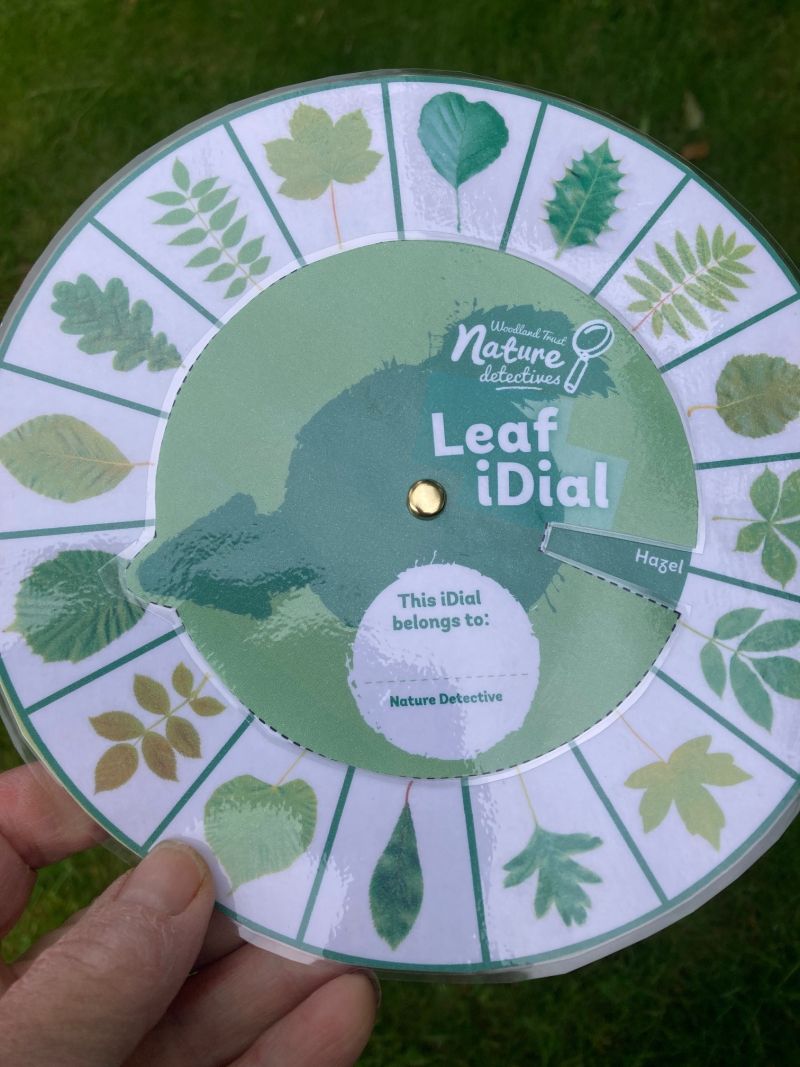 Woodland Trust
Nature
detectives
Leaf
iDial
Hazel
This iDial
belongs to:
Nature Detective